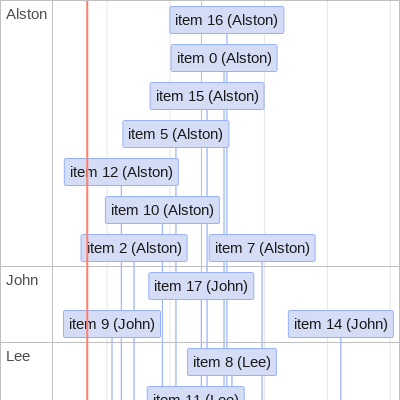 Alston
item 16 (Alston)
item 0 (Alston)
item 15 (Alston)
item 5 (Alston)
item 12 (Alston)
item 10 (Alston)
item 2 (Alston)
item 7 (Alston)
John
item 17 (John)
item 9 (John)
item 14 (John)
Lee
item 8 (Lee)
item 11 (Lee)